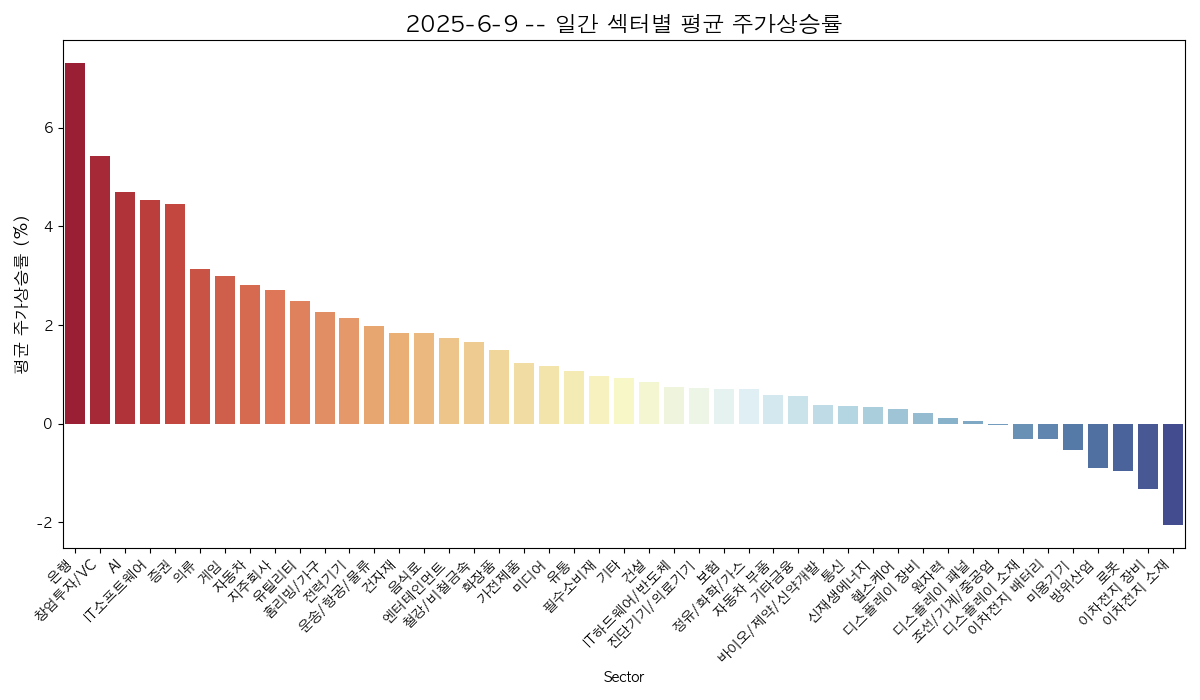 2025-6-9 -- 일간 섹터별 평균 주가상승률
평균 주가상승률 (%)
6
4
2
0
-2
은행
창업투자/VC
AI
IT소프트웨어
증권
의류
게임
자동차
지주회사
유틸리티
홈리빙/가구
전력기기
운송/항공/물류
건자재
음식료
엔터테인먼트
철강/비철금속
화장품
가전제품
미디어
유통
필수소비재
기타
건설
IT하드웨어/반도체
진단기기/의료기기
보험
정유/화학/가스
자동차 부품
기타금융
바이오/제약/신약개발
통신
신재생에너지
헬스케어
디스플레이 장비
원자력
디스플레이 패널
조선/기계/중공업
디스플레이 소재
이차전지 배터리
미용기기
방위산업
로봇
이차전지 장비
이차전지 소재
Sector